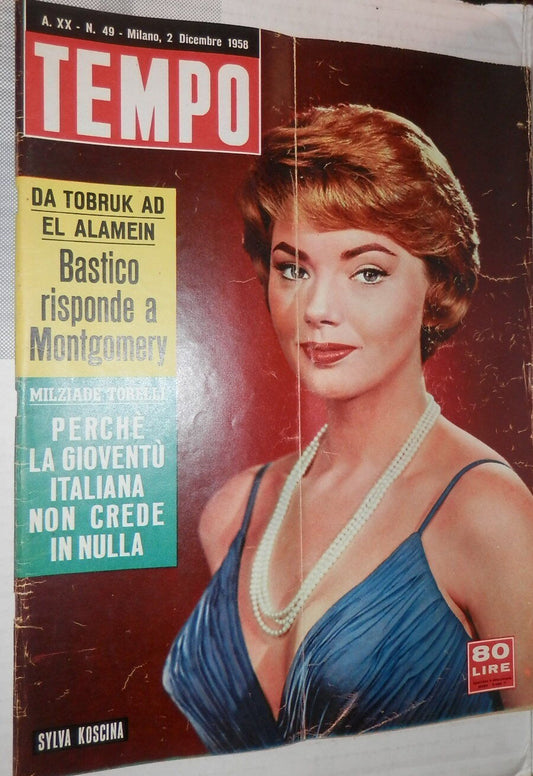 A. XX - N. 49 - Milano, 2 Dicembre 1958
TEMPO
DA TOBRUK AD
EL ALAMEIN
Bastico
risponde a
Montgomery
MILZIADE TORELLI
PERCHÈ
LA GIOVENTÙ
ITALIANA
NON CREDE
IN NULLA
80
LIRE
SYLVA KOSCINA